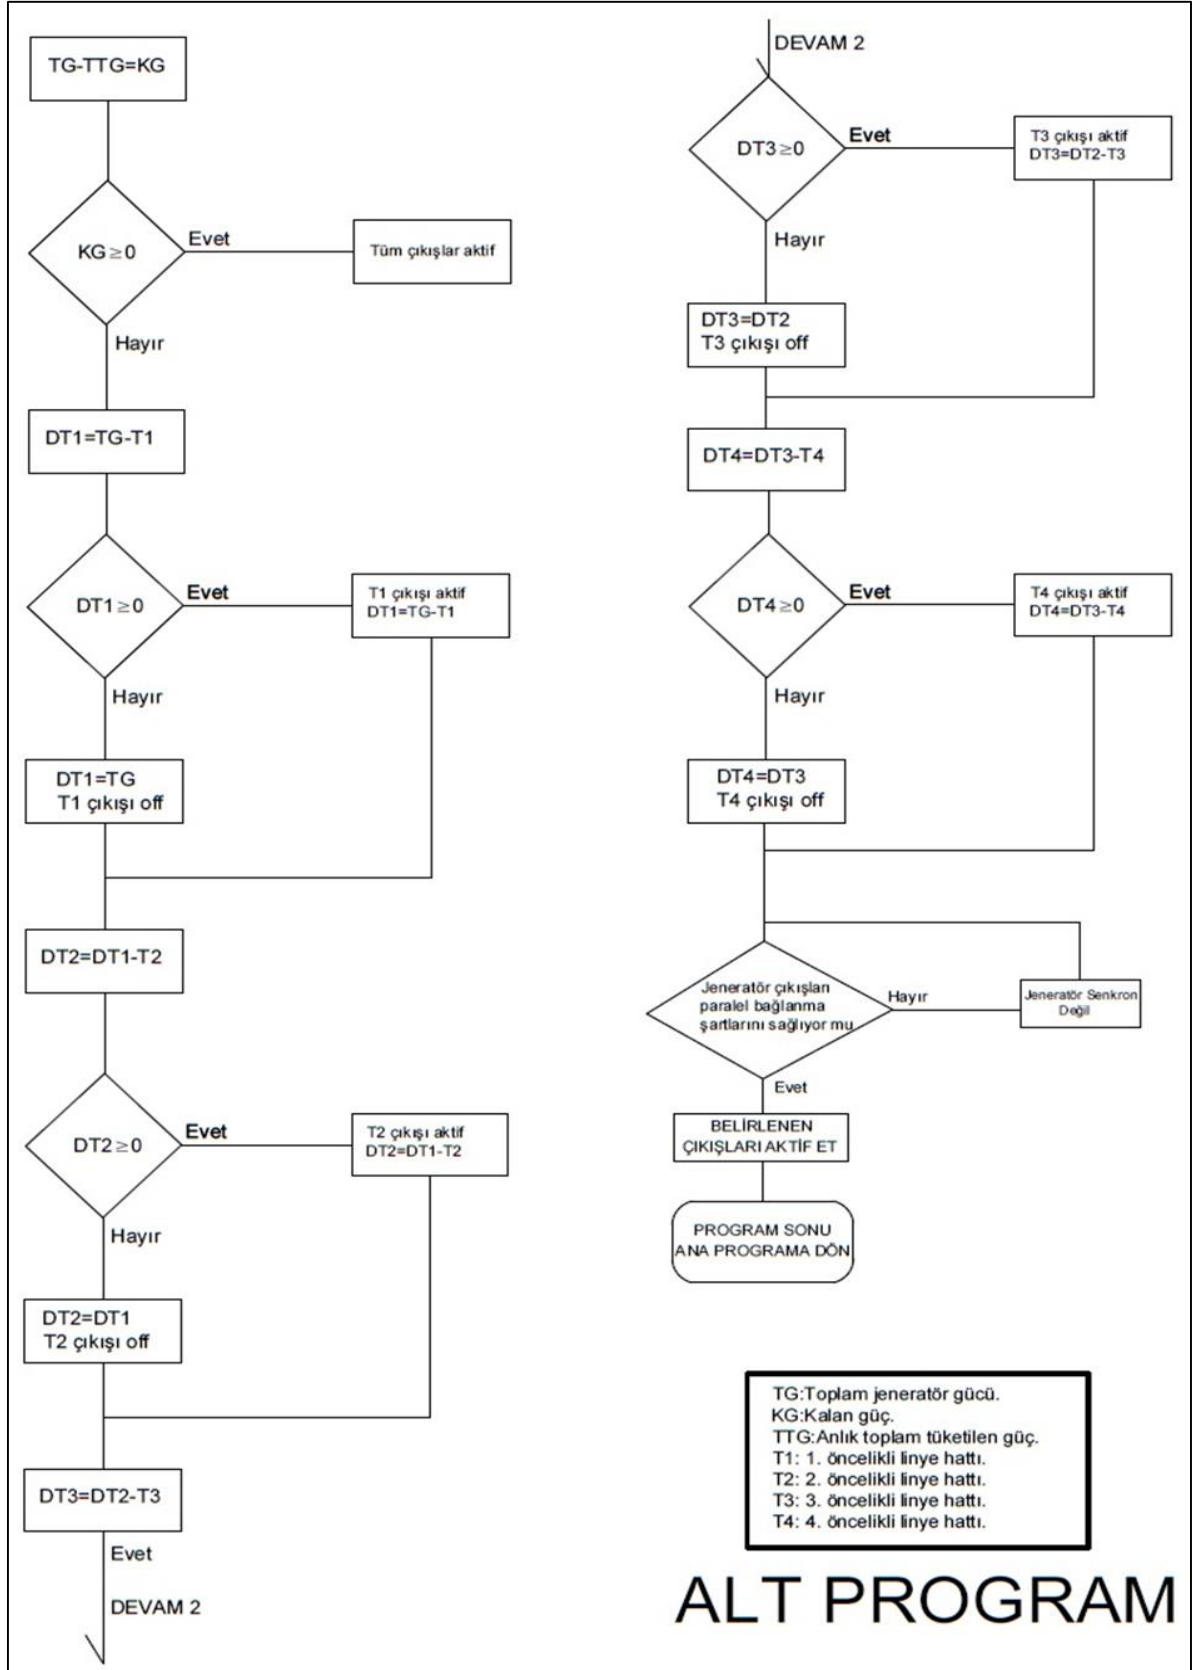 TG-TTG=KG
KG≥0
Evet
Tüm çıkışlar aktif
Hayır
DT1=TG-T1
DT1≥0
Evet
T1 çıkışı aktif
DT1=TG-T1
Hayır
DT1=TG
T1 çıkışı off
DT2=DT1-T2
DT2≥0
Evet
T2 çıkışı aktif
DT2=DT1-T2
Hayır
DT2=DT1
T2 çıkışı off
DT3=DT2-T3
Evet
DEVAM 2
DEVAM 2
DT3≥0
Evet
T3 çıkışı aktif
DT3=DT2-T3
Hayır
DT3=DT2
T3 çıkışı off
DT4=DT3-T4
DT4≥0
Evet
T4 çıkışı aktif
DT4=DT3-T4
Hayır
DT4=DT3
T4 çıkışı off
Jeneratör çıkışları
paralel bağlanma
şartlarını sağlıyor mu
Hayır
Jeneratör Senkron
Değil
Evet
BELİRLENEN
ÇIKIŞLARI AKTİF ET
PROGRAM SONU
ANA PROGRAMA DÖN
TG:Toplam jeneratör gücü.
KG:Kalan güç.
TTG:Anlık toplam tüketilen güç.
T1: 1. öncelikli linye hattı.
T2: 2. öncelikli linye hattı.
T3: 3. öncelikli linye hattı.
T4: 4. öncelikli linye hattı.
ALT PROGRAM